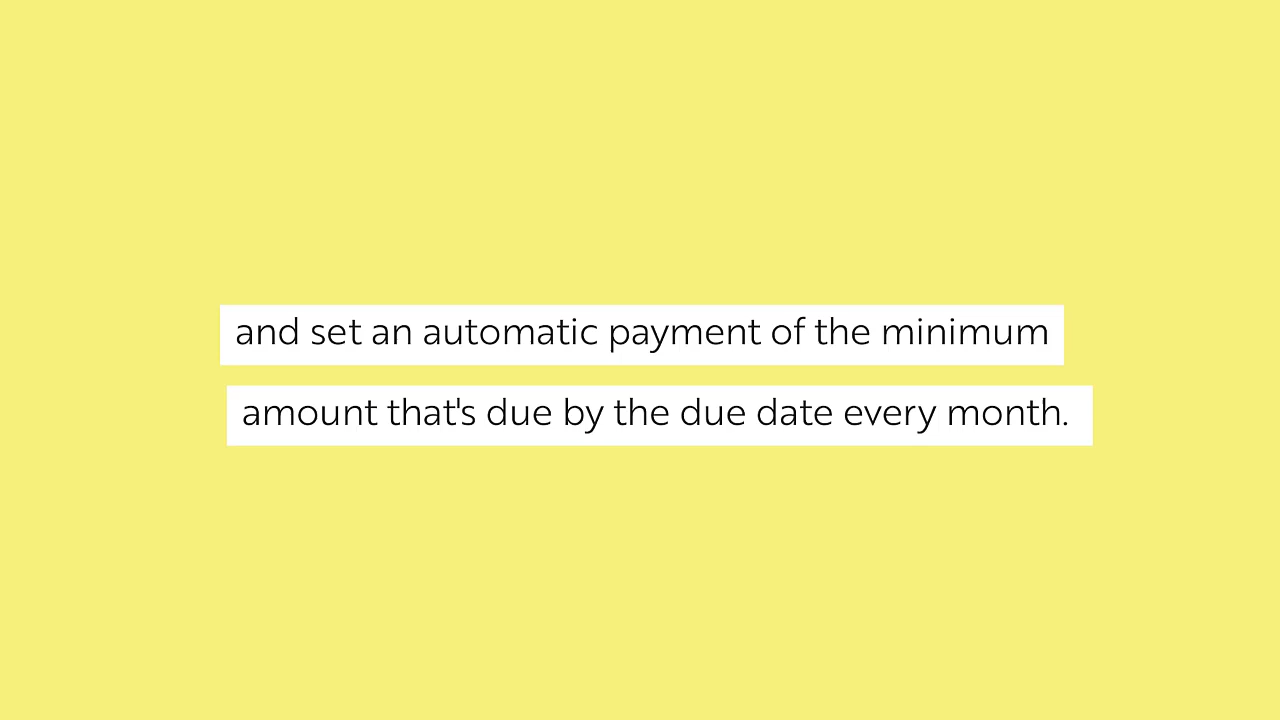 and set an automatic payment of the minimum
amount that's due by the due date every month.